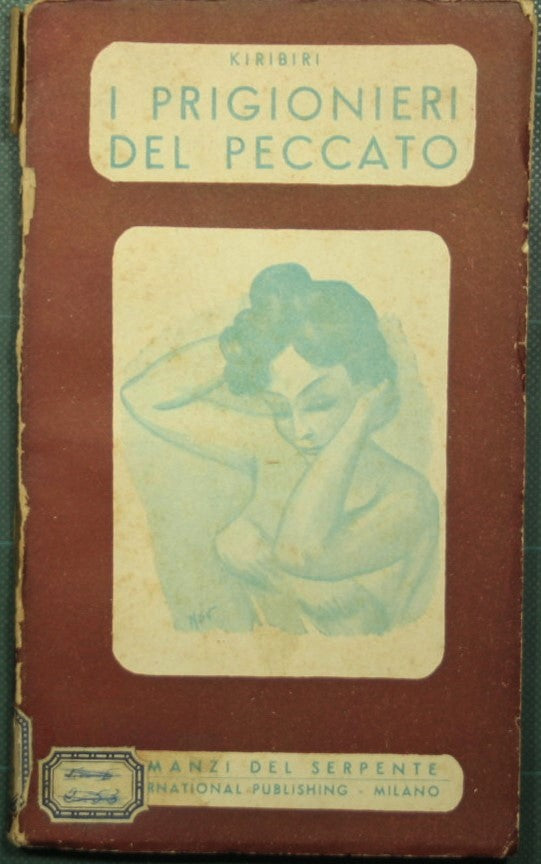 KIRIBIRI
I PRIGIONIERI
DEL PECCATO
MANZI DEL SERPENTE
RNATIONAL PUBLISHING - MILANO